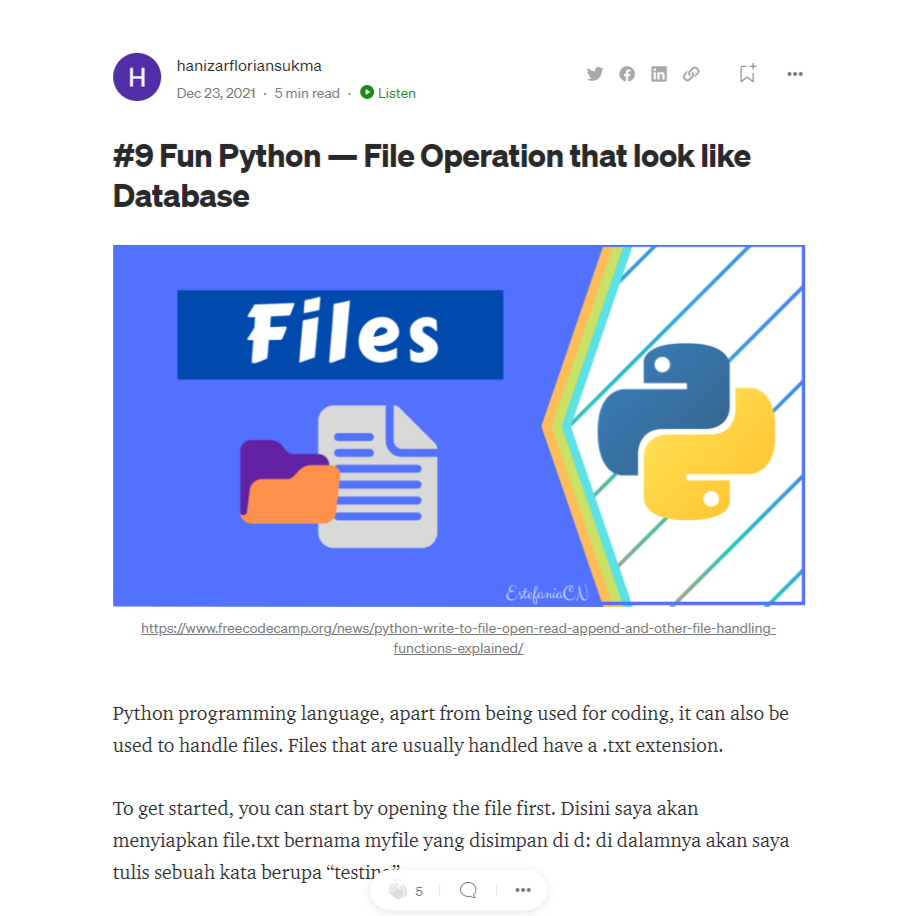 H
hanizarfloriansukma
Dec 23, 2021 · 5 min read · Listen
#9 Fun Python — File Operation that look like
Database
Files
EstefaniaCN
https://www.freecodecamp.org/news/python-write-to-file-open-read-append-and-other-file-handling-
functions-explained/
Python programming language, apart from being used for coding, it can also be
used to handle files. Files that are usually handled have a .txt extension.
To get started, you can start by opening the file first. Disini saya akan
menyiapkan file.txt bernama myfile yang disimpan di d: di dalamnya akan saya
tulis sebuah kata berupa “testing”
5